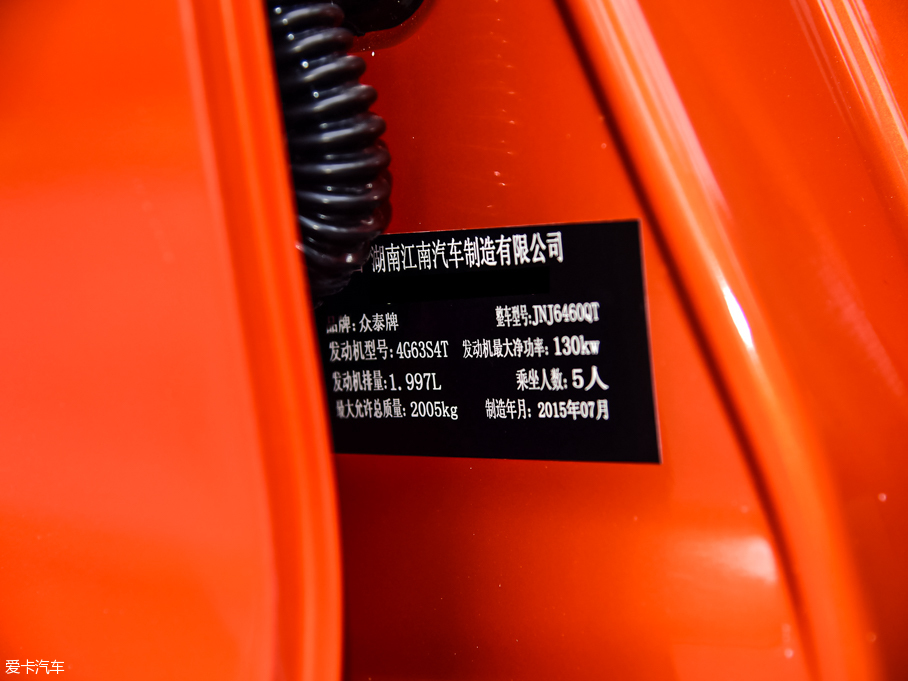 湖南江南汽车制造有限公司
品牌:众泰牌 整车型号:JNJ6460QT
发动机型号:4G63S4T 发动机最大净功率:130kw
发动机排量:1.997L 乘坐人数:5人
最大允许总质量:2005kg 制造年月:2015年07月
爱卡汽车